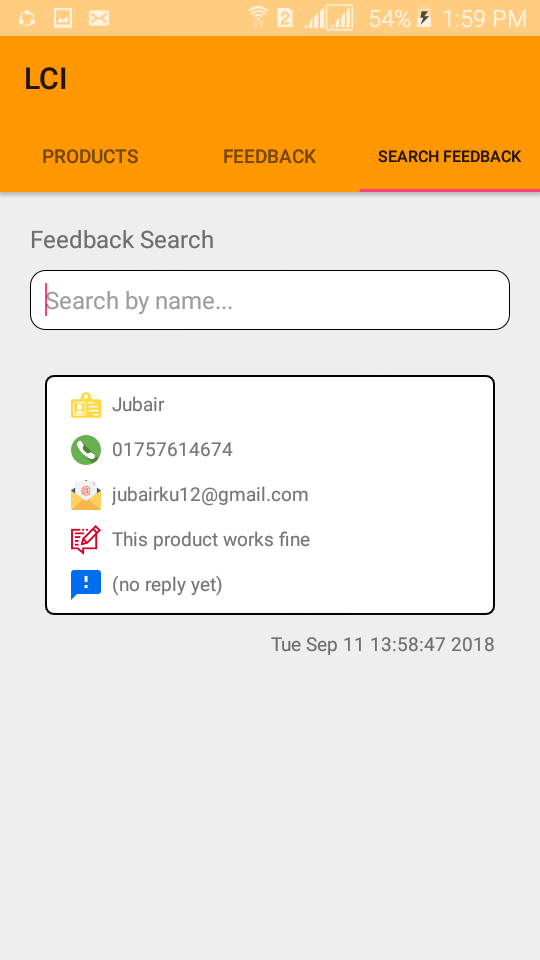 2
54%
1:59 PM
LCI
PRODUCTS FEEDBACK SEARCH FEEDBACK
Feedback Search
Search by name...
Jubair
01757614674
@
jubairku12@gmail.com
This product works fine
(no reply yet)
Tue Sep 11 13:58:47 2018